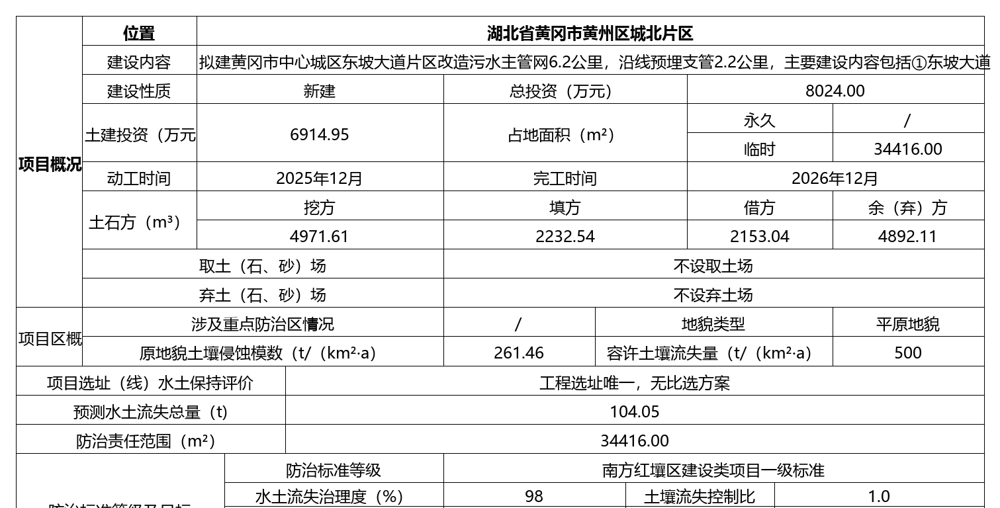 位置 湖北省黄冈市黄州区城北片区
建设内容 拟建黄冈市中心城区东坡大道片区改造污水主管网6.2公里，沿线预埋支管2.2公里，主要建设内容包括①东坡大道
建设性质 新建 总投资（万元） 8024.00
永久 /
土建投资（万元 6914.95 占地面积（m²）
临时 34416.00
项目概况
动工时间 2025年12月 完工时间 2026年12月
挖方 填方 借方 余（弃）方
土石方（m³）
4971.61 2232.54 2153.04 4892.11
取土（石、砂）场 不设取土场
弃土（石、砂）场 不设弃土场
涉及重点防治区情况 / 地貌类型 平原地貌
项目区概
原地貌土壤侵蚀模数（t/（km²·a） 261.46 容许土壤流失量（t/（km²·a） 500
项目选址（线）水土保持评价 工程选址唯一，无比选方案
预测水土流失总量（t) 104.05
防治责任范围（m²） 34416.00
防治标准等级 南方红壤区建设类项目一级标准
水土流失治理度（%） 98 土壤流失控制比 1.0